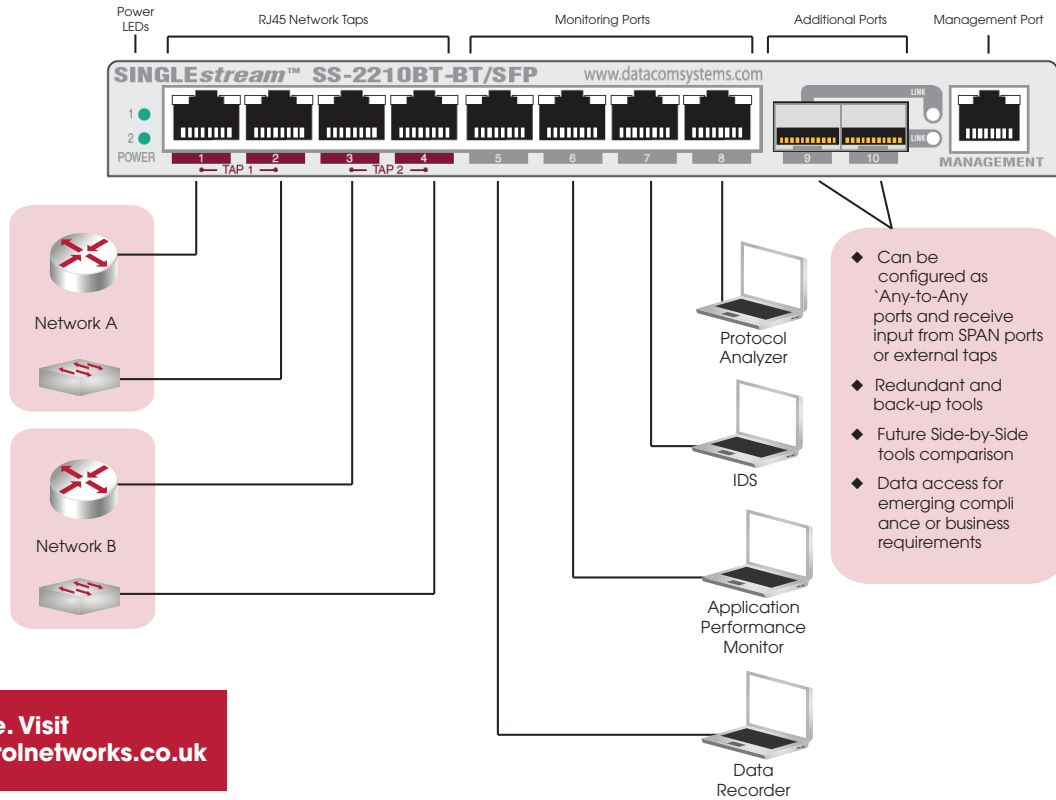 Power
LEDs
RJ45 Network Taps
Monitoring Ports
Additional Ports
Management Port
SINGLEstream™ SS-2210BT-BT/SFP
www.datacomsystems.com
LINK
LINK
1
2
POWER
1
2
3
4
5
6
7
8
9
10
TAP 1
TAP 2
MANAGEMENT
Network A
Network B
Protocol
Analyzer
IDS
Application
Performance
Monitor
Data
Recorder
◆ Can be
configured as
‘Any-to-Any
ports and receive
input from SPAN ports
or external taps
◆ Redundant and
back-up tools
◆ Future Side-by-Side
tools comparison
◆ Data access for
emerging compli
ance or business
requirements
e. Visit
rolnetworks.co.uk